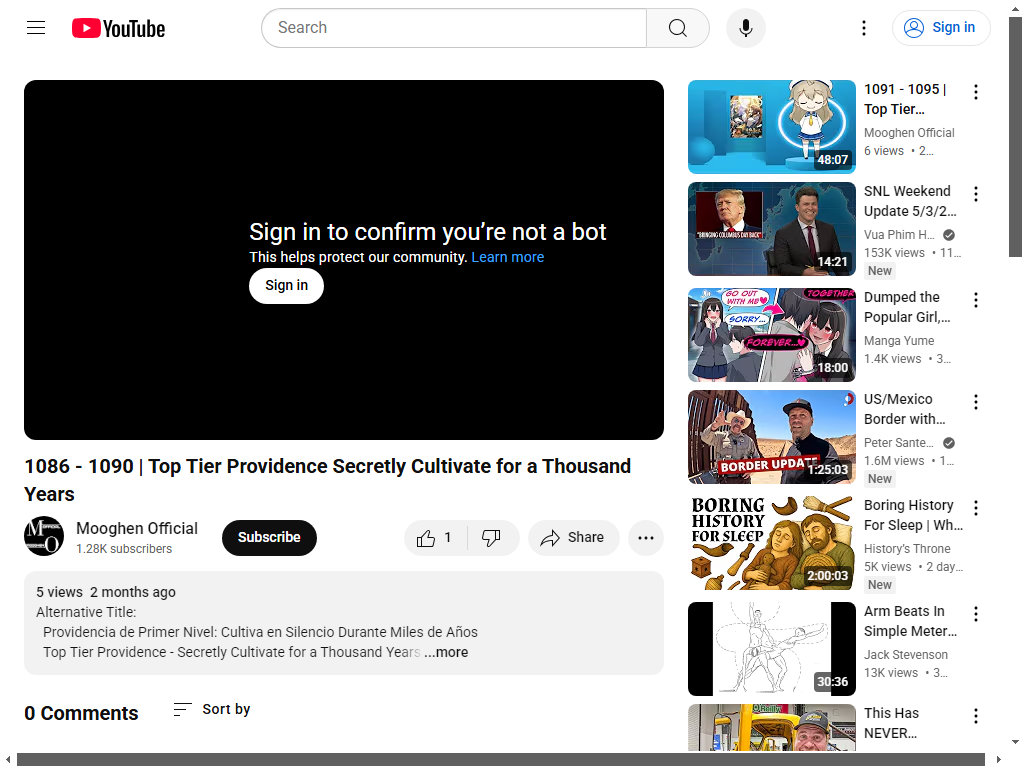 YouTube
Search
Sign in
Sign in to confirm you’re not a bot
This helps protect our community. Learn more
Sign in
1086 - 1090 | Top Tier Providence Secretly Cultivate for a Thousand
Years
Mooghen Official
1.28K subscribers
Subscribe
1
Share
5 views 2 months ago
Alternative Title:
Providencia de Primer Nivel: Cultiva en Silencio Durante Miles de Años
Top Tier Providence - Secretly Cultivate for a Thousand Years ...more
0 Comments
Sort by
48:07
1091 - 1095 |
Top Tier…
Mooghen Official
6 views • 2…
"BRINGING COLUMBUS DAY BACK"
14:21
SNL Weekend
Update 5/3/2…
Vua Phim H…
153K views • 11…
New
GO OUT
WITH ME
SORRY...
TOGETHER
FOREVER...
18:00
Dumped the
Popular Girl,…
Manga Yume
1.4K views • 3…
BORDER UPDATE
1:25:03
US/Mexico
Border with…
Peter Sante…
1.6M views • 1…
New
BORING
HISTORY
FOR SLEEP
2:00:03
Boring History
For Sleep | Wh…
History’s Throne
5K views • 2 day…
New
30:36
Arm Beats In
Simple Meter…
Jack Stevenson
13K views • 3…
This Has
NEVER…